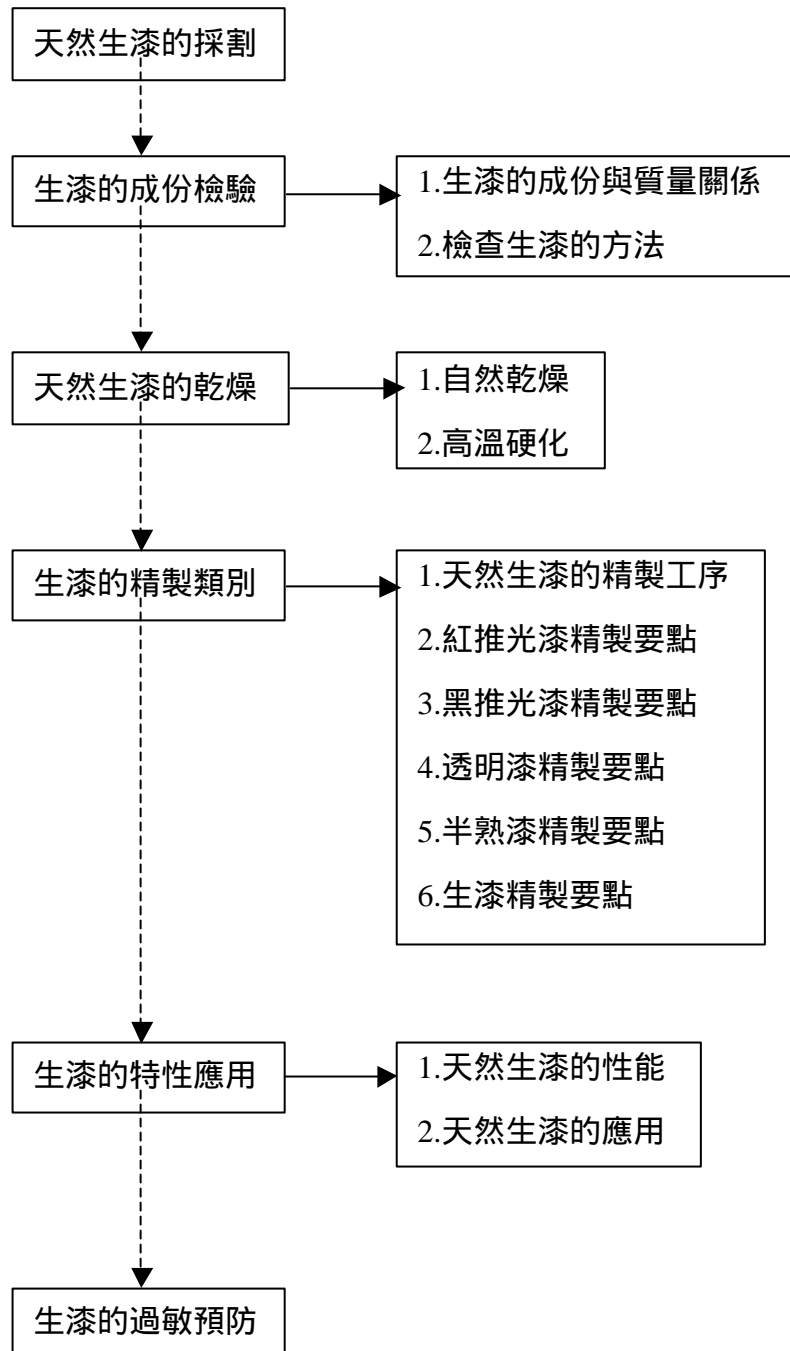 天然生漆的採割
生漆的成份檢驗
1.生漆的成份與質量關係
2.檢查生漆的方法
天然生漆的乾燥
1.自然乾燥
2.高溫硬化
生漆的精製類別
1.天然生漆的精製工序
2.紅推光漆精製要點
3.黑推光漆精製要點
4.透明漆精製要點
5.半熟漆精製要點
6.生漆精製要點
生漆的特性應用
1.天然生漆的性能
2.天然生漆的應用
生漆的過敏預防